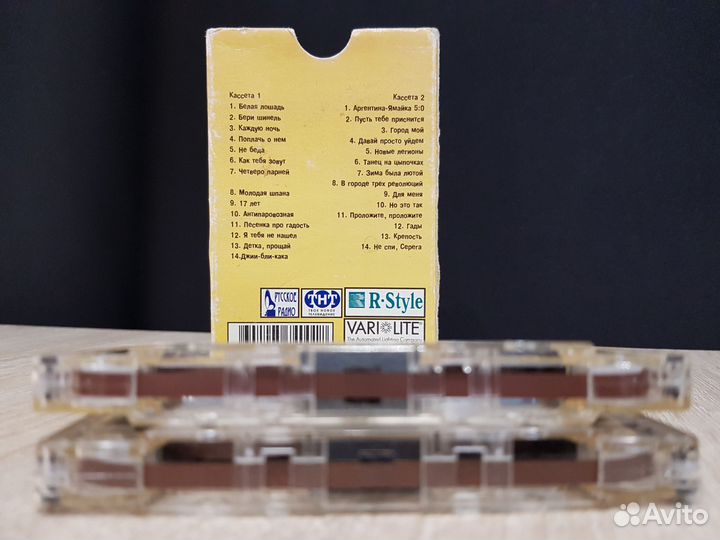 Кассета 1
1. Белая лошадь
2. Бери шинель
3. Каждую ночь
4. Поплачь о нем
5. Не беда
6. Как тебя зовут
7. Четверо парней
8. Молодая шпана
9. 17 лет
10. Антипаровозная
11. Песенка про гадость
12. Я тебя не нашел
13. Детка, прощай
14.Джии-бли-кака
Кассета 2
1. Аргентина-Ямайка 5:0
2. Пусть тебе приснится
3. Город мой
4. Давай просто уйдем
5. Новые легионы
6. Танец на цыпочках
7. Зима была лютой
8. В городе трех революций
9. Для меня
10. Но это так
11. Проложите, проложите
12. Гады
13. Крепость
14. Не спи, Серега
РУССКОЕ
РАДИО
ТНТ
ТВОЕ НОВОЕ
ТЕЛЕВИДЕНИЕ
R·Style
VARI LITE®
The Automated Lighting Company
Avito